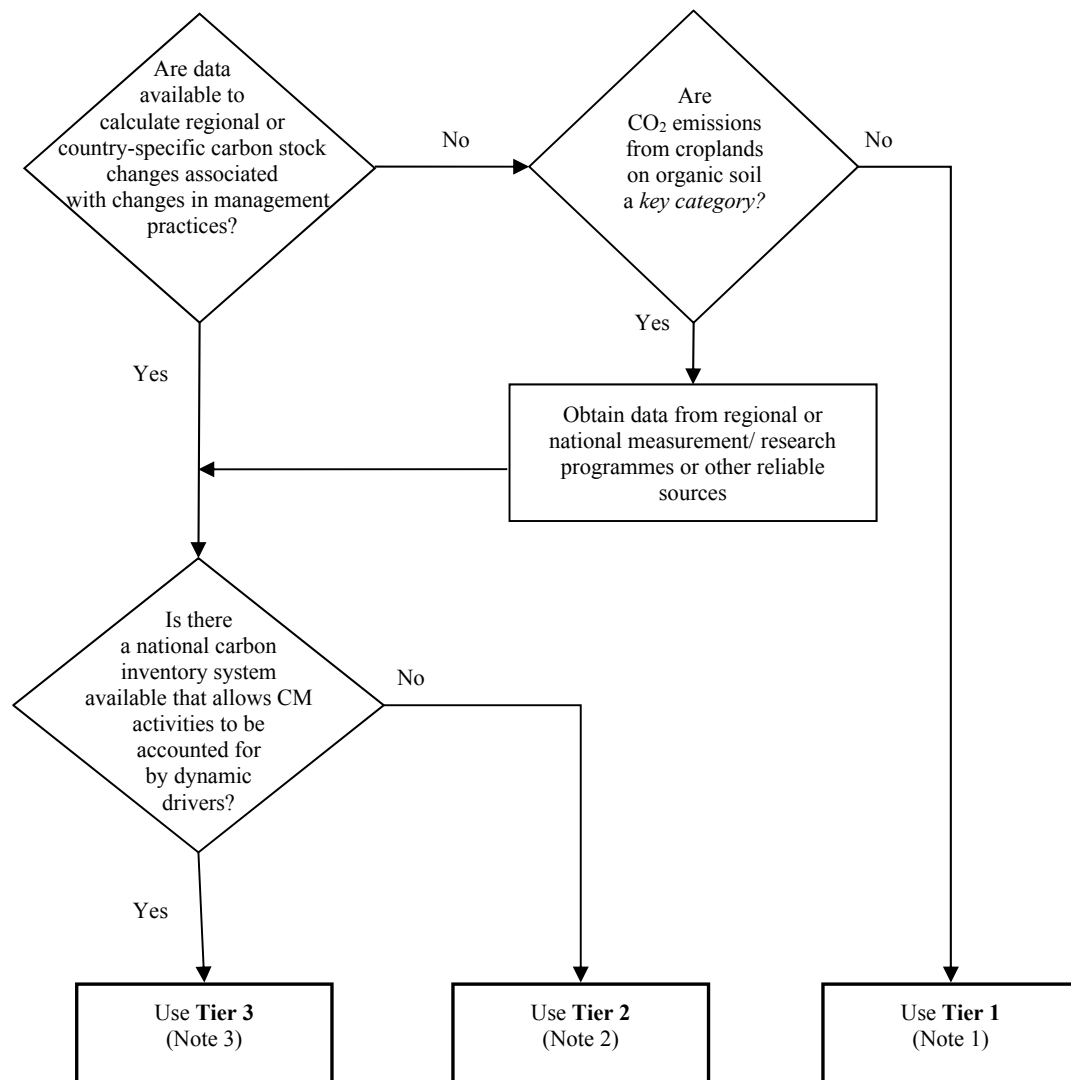 Are data
available to
calculate regional or
country-specific carbon stock
changes associated
with changes in management
practices?
No
Are
CO₂ emissions
from croplands
on organic soil
a key category?
No
Yes
Yes
Obtain data from regional or
national measurement/ research
programmes or other reliable
sources
Is there
a national carbon
inventory system
available that allows CM
activities to be
accounted for
by dynamic
drivers?
No
Yes
Use Tier 3
(Note 3)
Use Tier 2
(Note 2)
Use Tier 1
(Note 1)